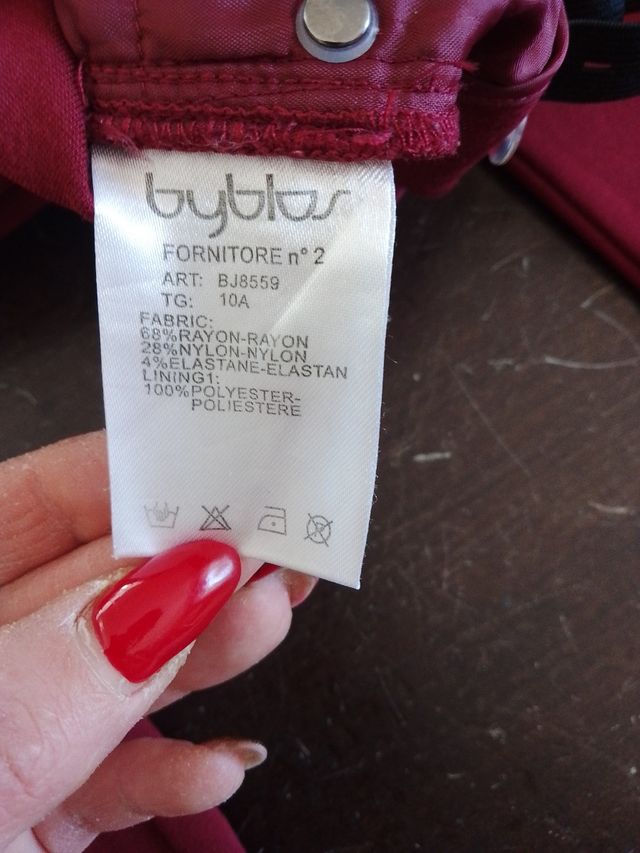 byblos
FORNITORE n° 2
ART: BJ8559
TG: 10A
FABRIC:
68%RAYON-RAYON
28%NYLON-NYLON
4%ELASTANE-ELASTAN
LINING1:
100%POLYESTER-
POLIESTERE